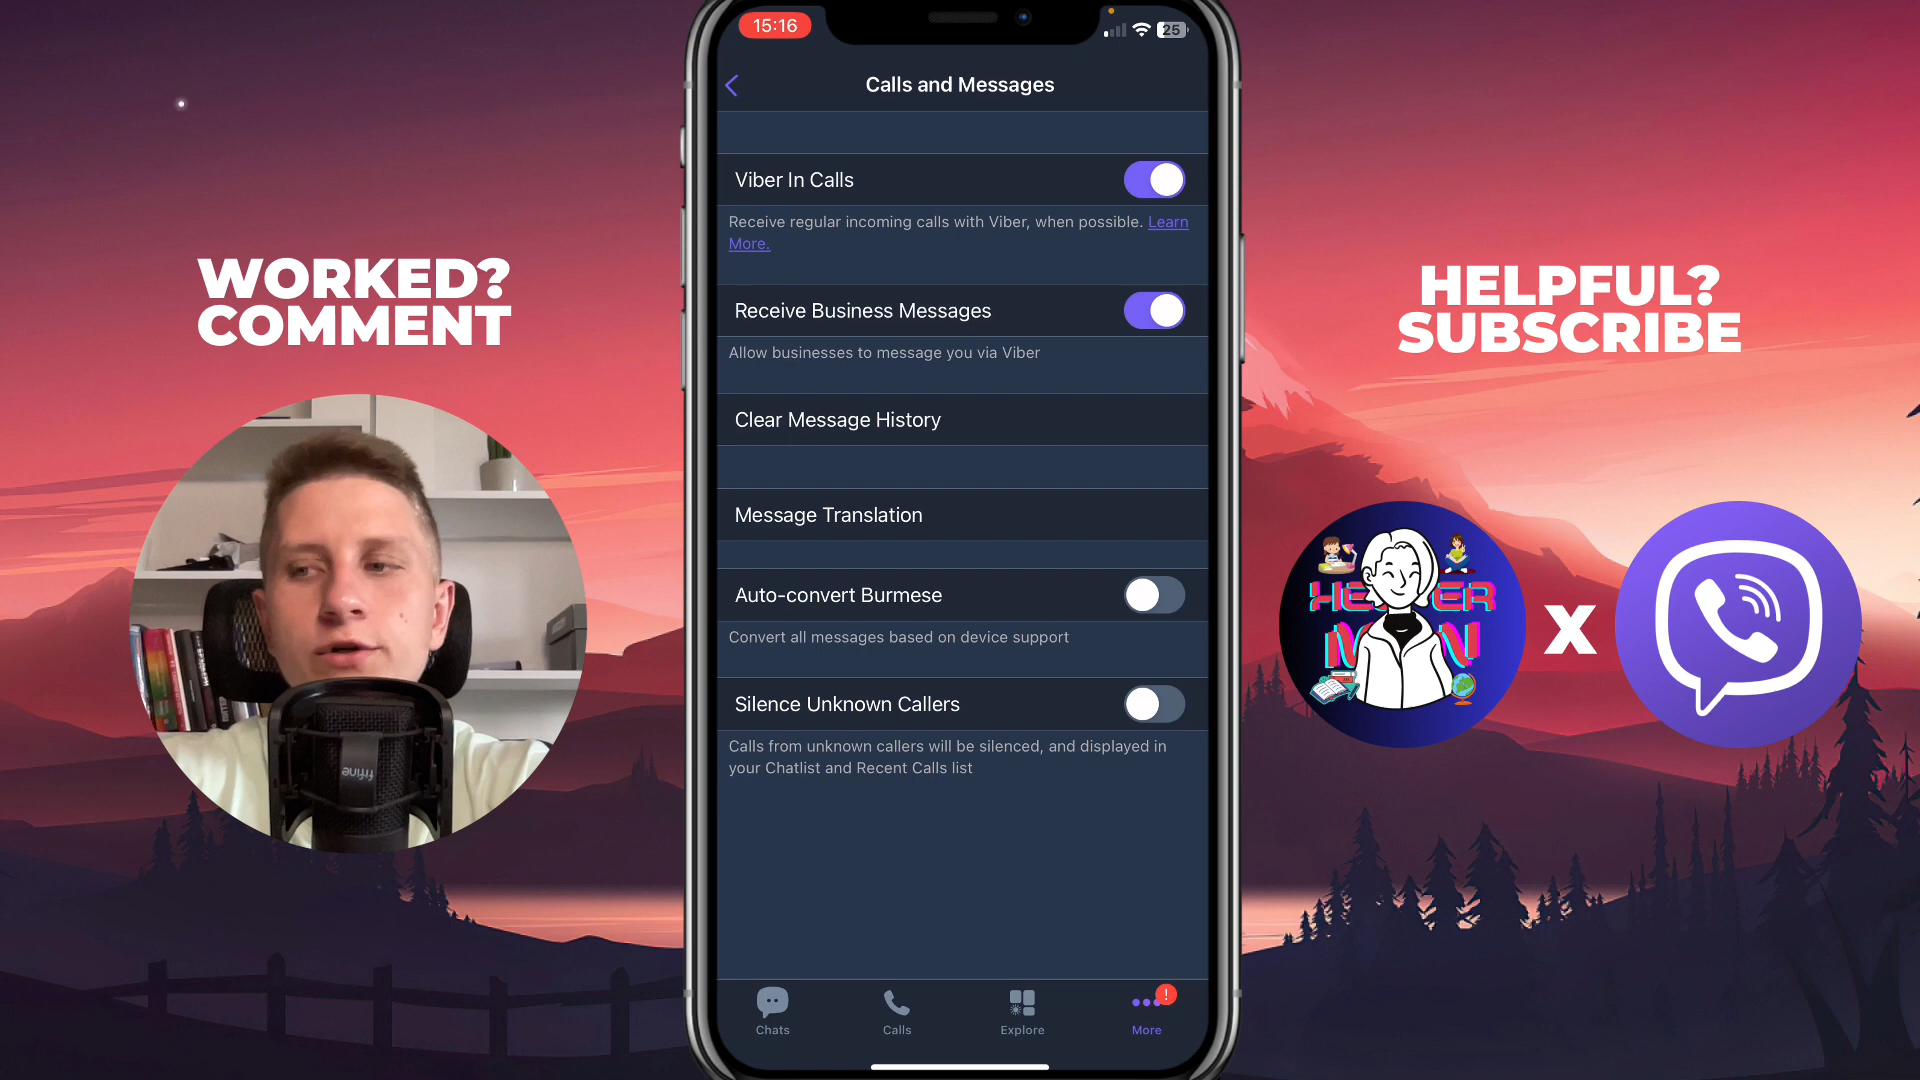 15:16
25
Calls and Messages
Viber In Calls
Receive regular incoming calls with Viber, when possible. Learn
More.
Receive Business Messages
Allow businesses to message you via Viber
Clear Message History
Message Translation
Auto-convert Burmese
Convert all messages based on device support
Silence Unknown Callers
Calls from unknown callers will be silenced, and displayed in
your Chatlist and Recent Calls list
Chats
Calls
Explore
!
More
WORKED?
COMMENT
fifine
HELPFUL?
SUBSCRIBE
X